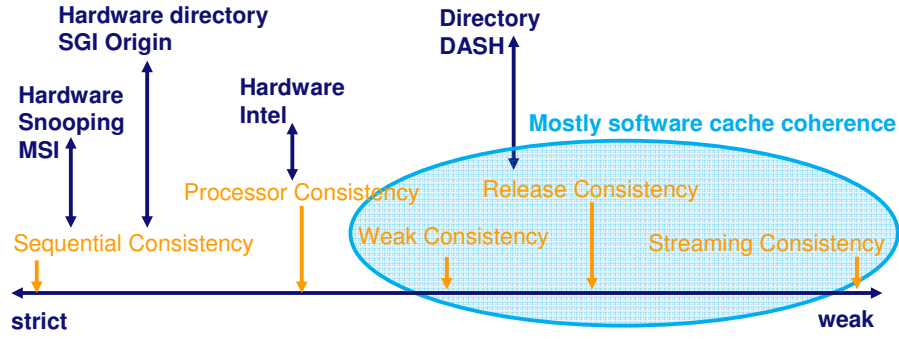 Hardware directory
SGI Origin
Directory
DASH
Hardware
Snooping
MSI
Hardware
Intel
Mostly software cache coherence
Processor Consistency
Release Consistency
Sequential Consistency
Weak Consistency
Streaming Consistency
strict
weak